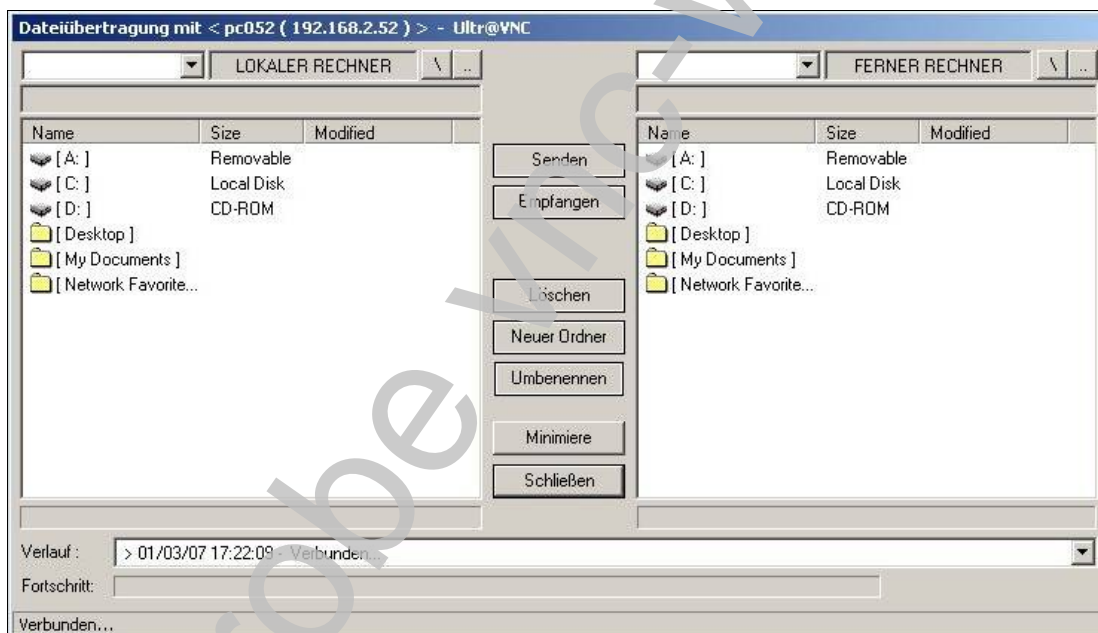 Dateiübertragung mit < pc052 ( 192.168.2.52 ) > - Ultr@VNC
LOKALER RECHNER \ ..
FERNER RECHNER \ ..
Name Size Modified
[ A: ] Removable
[ C: ] Local Disk
[ D: ] CD-ROM
[ Desktop ]
[ My Documents ]
[ Network Favorite...
Senden
Empfangen
Löschen
Neuer Ordner
Umbenennen
Minimiere
Schließen
Name Size Modified
[ A: ] Removable
[ C: ] Local Disk
[ D: ] CD-ROM
[ Desktop ]
[ My Documents ]
[ Network Favorite...
Verlauf : > 01/03/07 17:22:09 - Verbunden...
Fortschritt:
Verbunden...